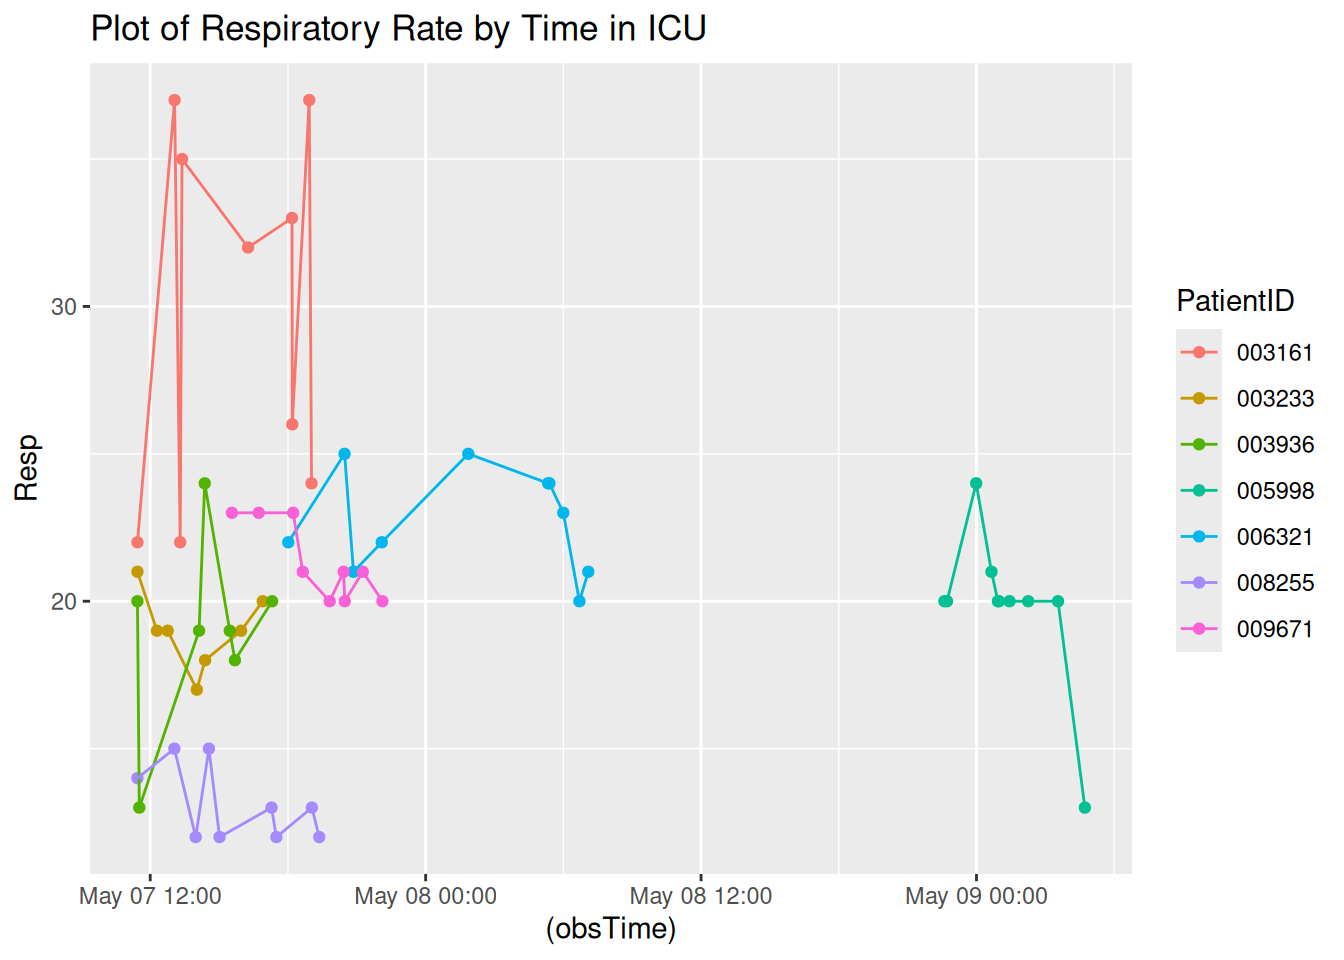 Plot of Respiratory Rate by Time in ICU
Resp
30
20
May 07 12:00
May 08 00:00
May 08 12:00
May 09 00:00
(obsTime)
PatientID
003161
003233
003936
005998
006321
008255
009671